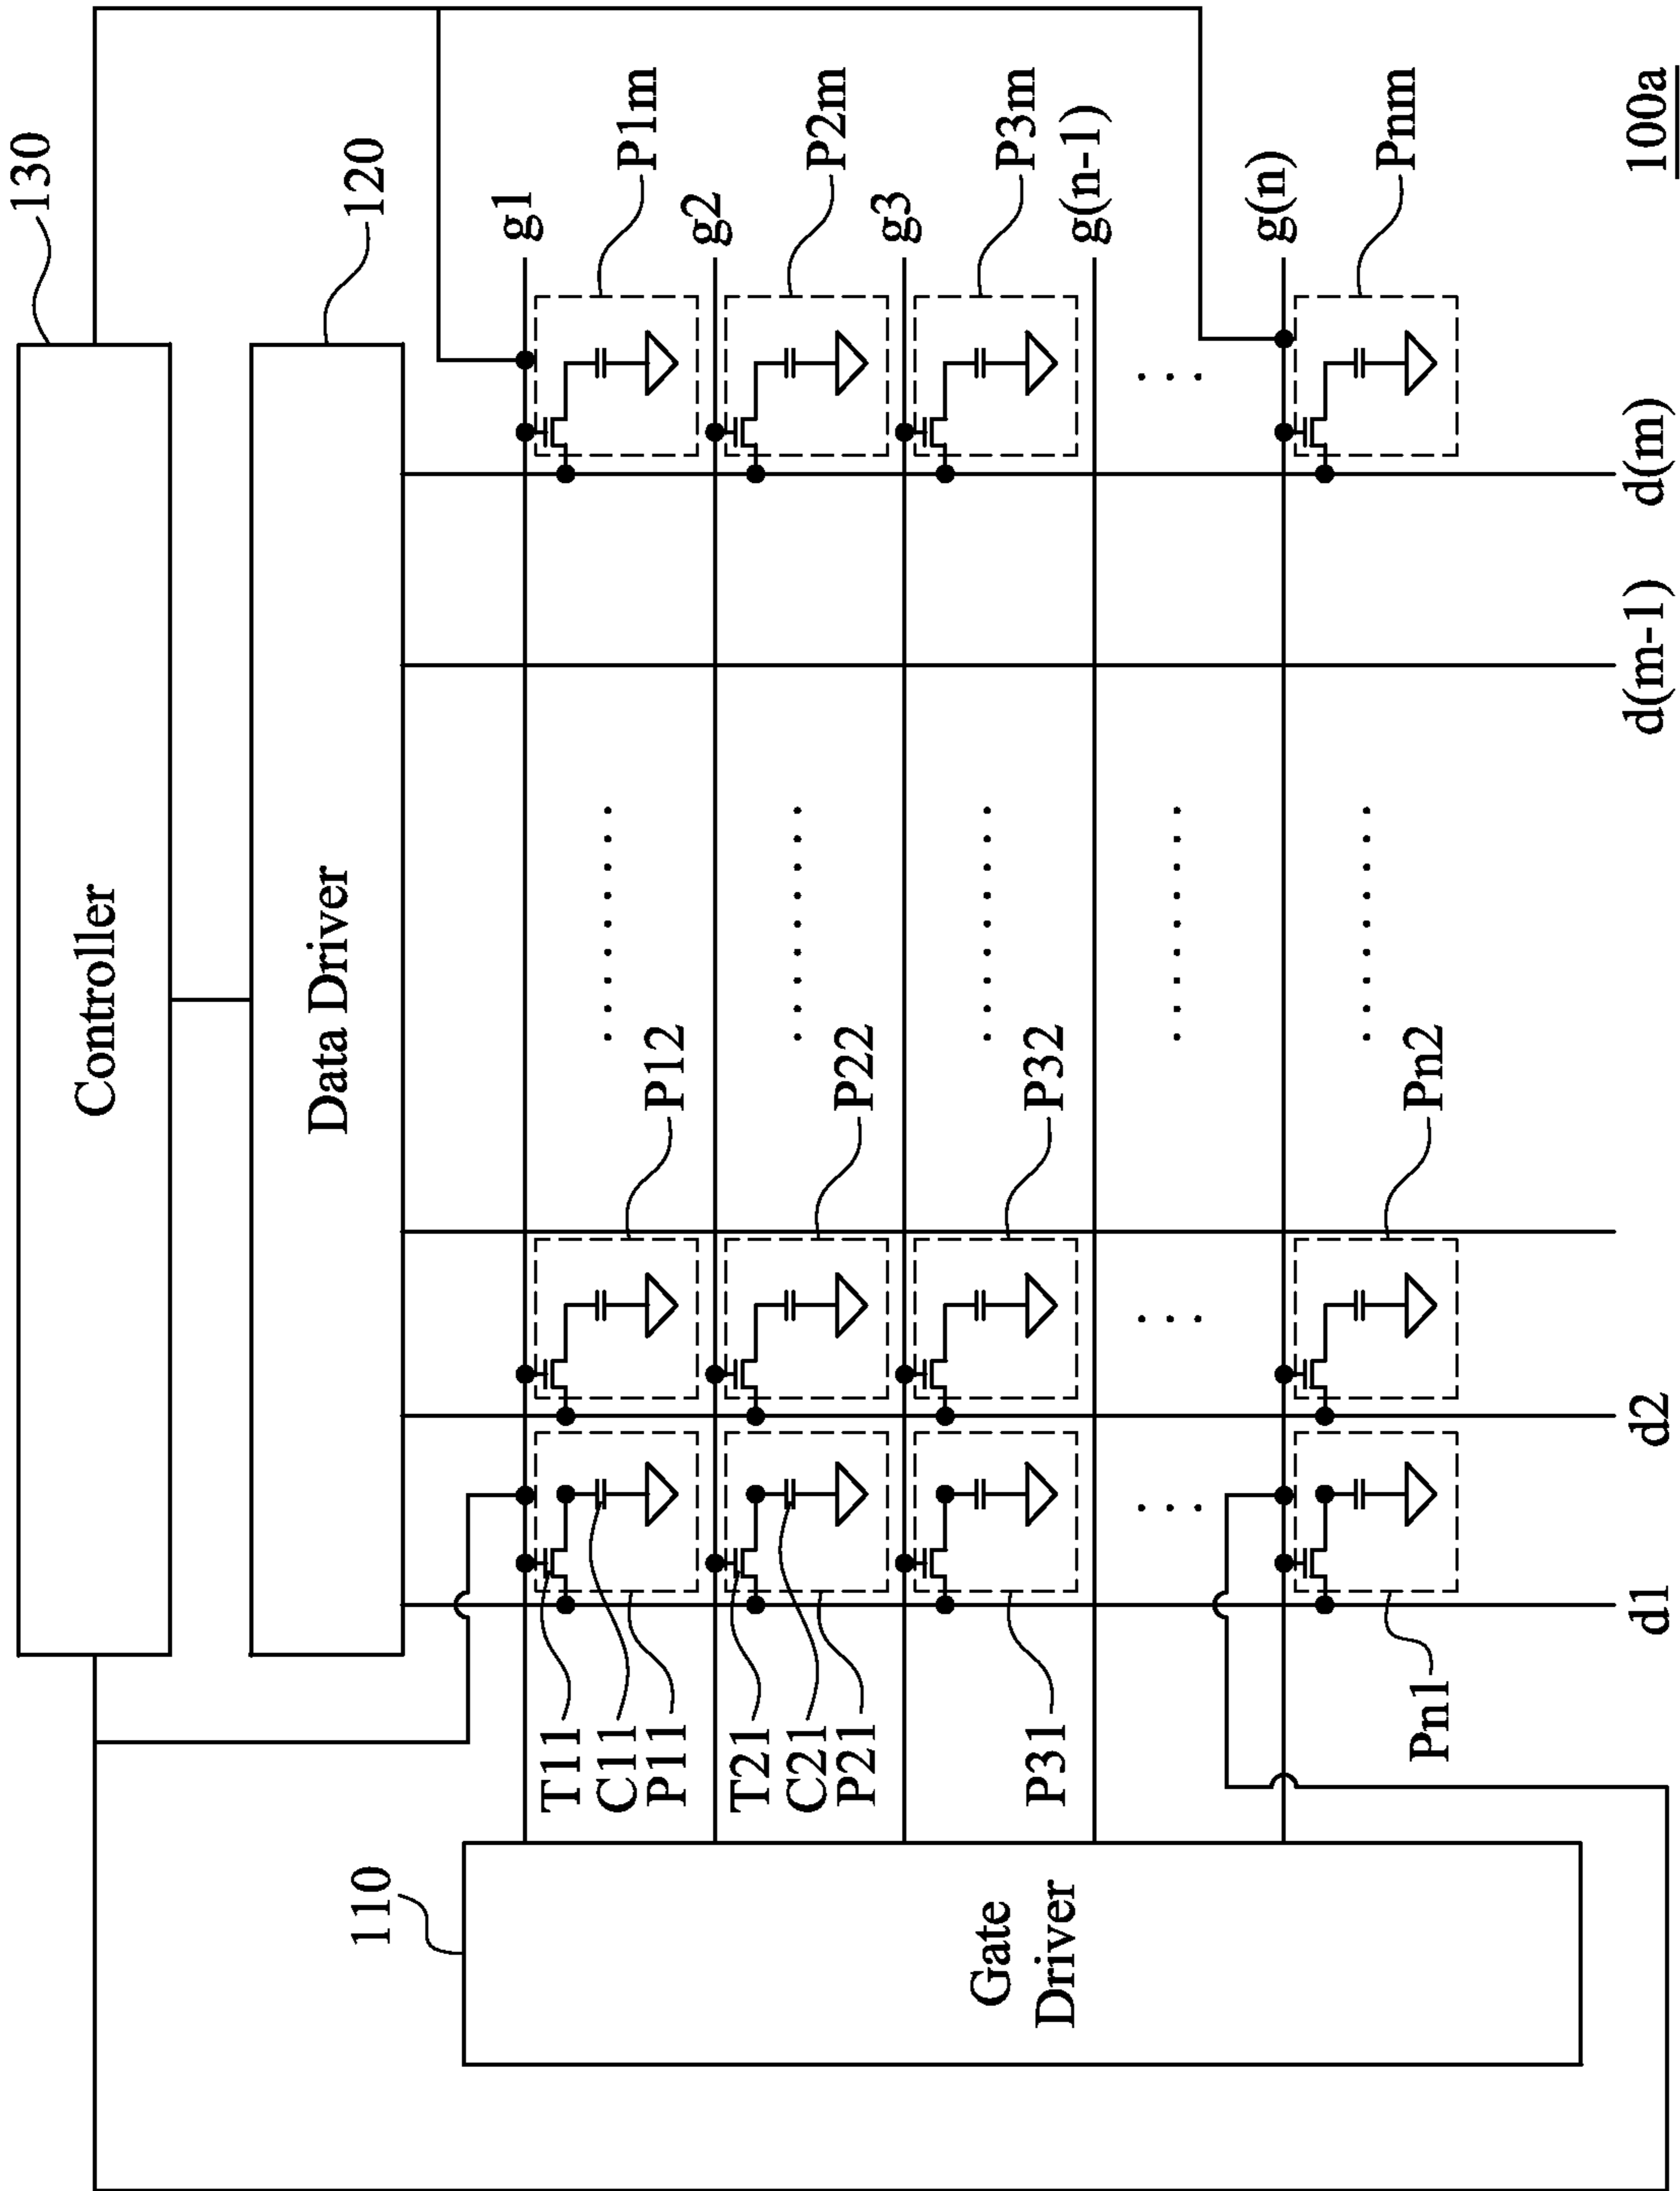 130
Controller
120
Data Driver
g1
P12
P1m
T11
C11
P11
g2
P22
P2m
T21
C21
P21
g3
P32
P3m
P31
g(n-1)
110
Gate
Driver
g(n)
Pn2
Pnm
Pn1
d1
d2
d(m-1)
d(m)
100a